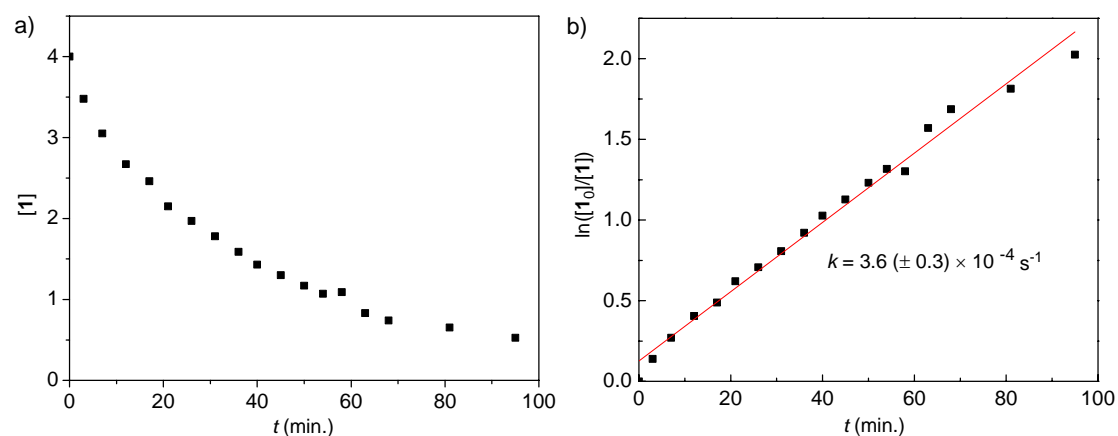 a)
4
3
2
1
0
[1]
0 20 40 60 80 100
t (min.)
b)
2.0
1.5
1.0
0.5
0.0
ln([1₀]/[1])
k = 3.6 (± 0.3) × 10 ⁻⁴ s⁻¹
0 20 40 60 80 100
t (min.)